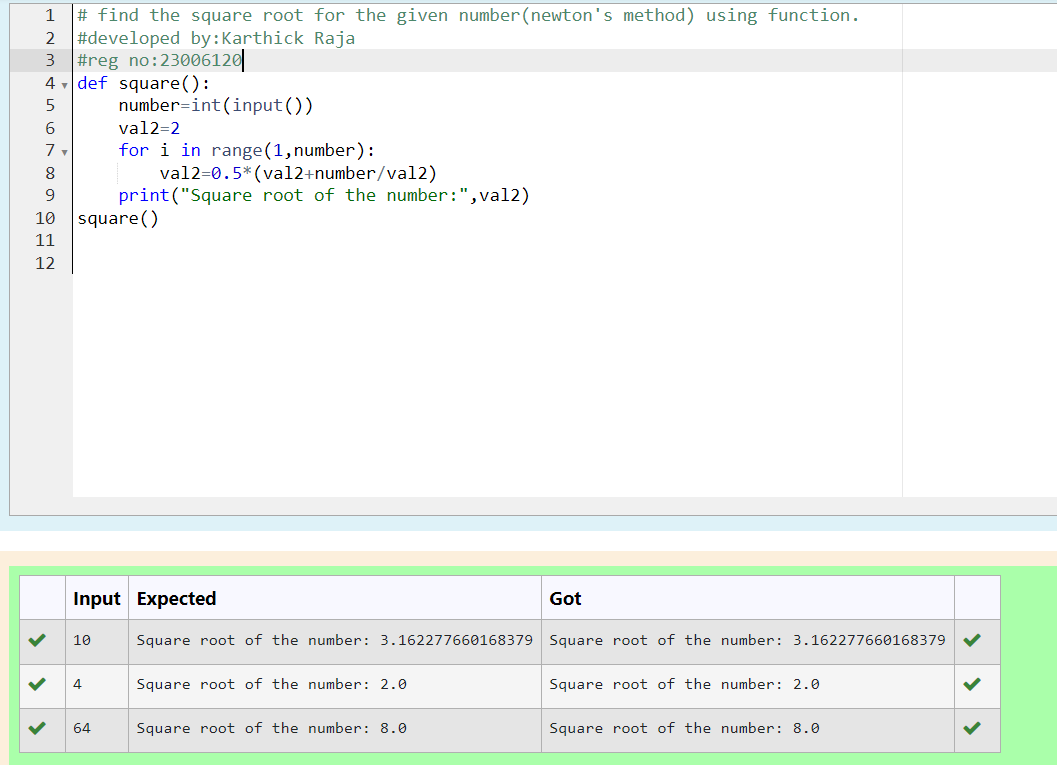 1 # find the square root for the given number(newton's method) using function.
2 #developed by:Karthick Raja
3 #reg no:23006120
4 def square():
5     number=int(input())
6     val2=2
7     for i in range(1,number):
8         val2=0.5*(val2+number/val2)
9     print("Square root of the number:",val2)
10 square()
11
12
Input Expected Got
10 Square root of the number: 3.162277660168379 Square root of the number: 3.162277660168379
4 Square root of the number: 2.0 Square root of the number: 2.0
64 Square root of the number: 8.0 Square root of the number: 8.0